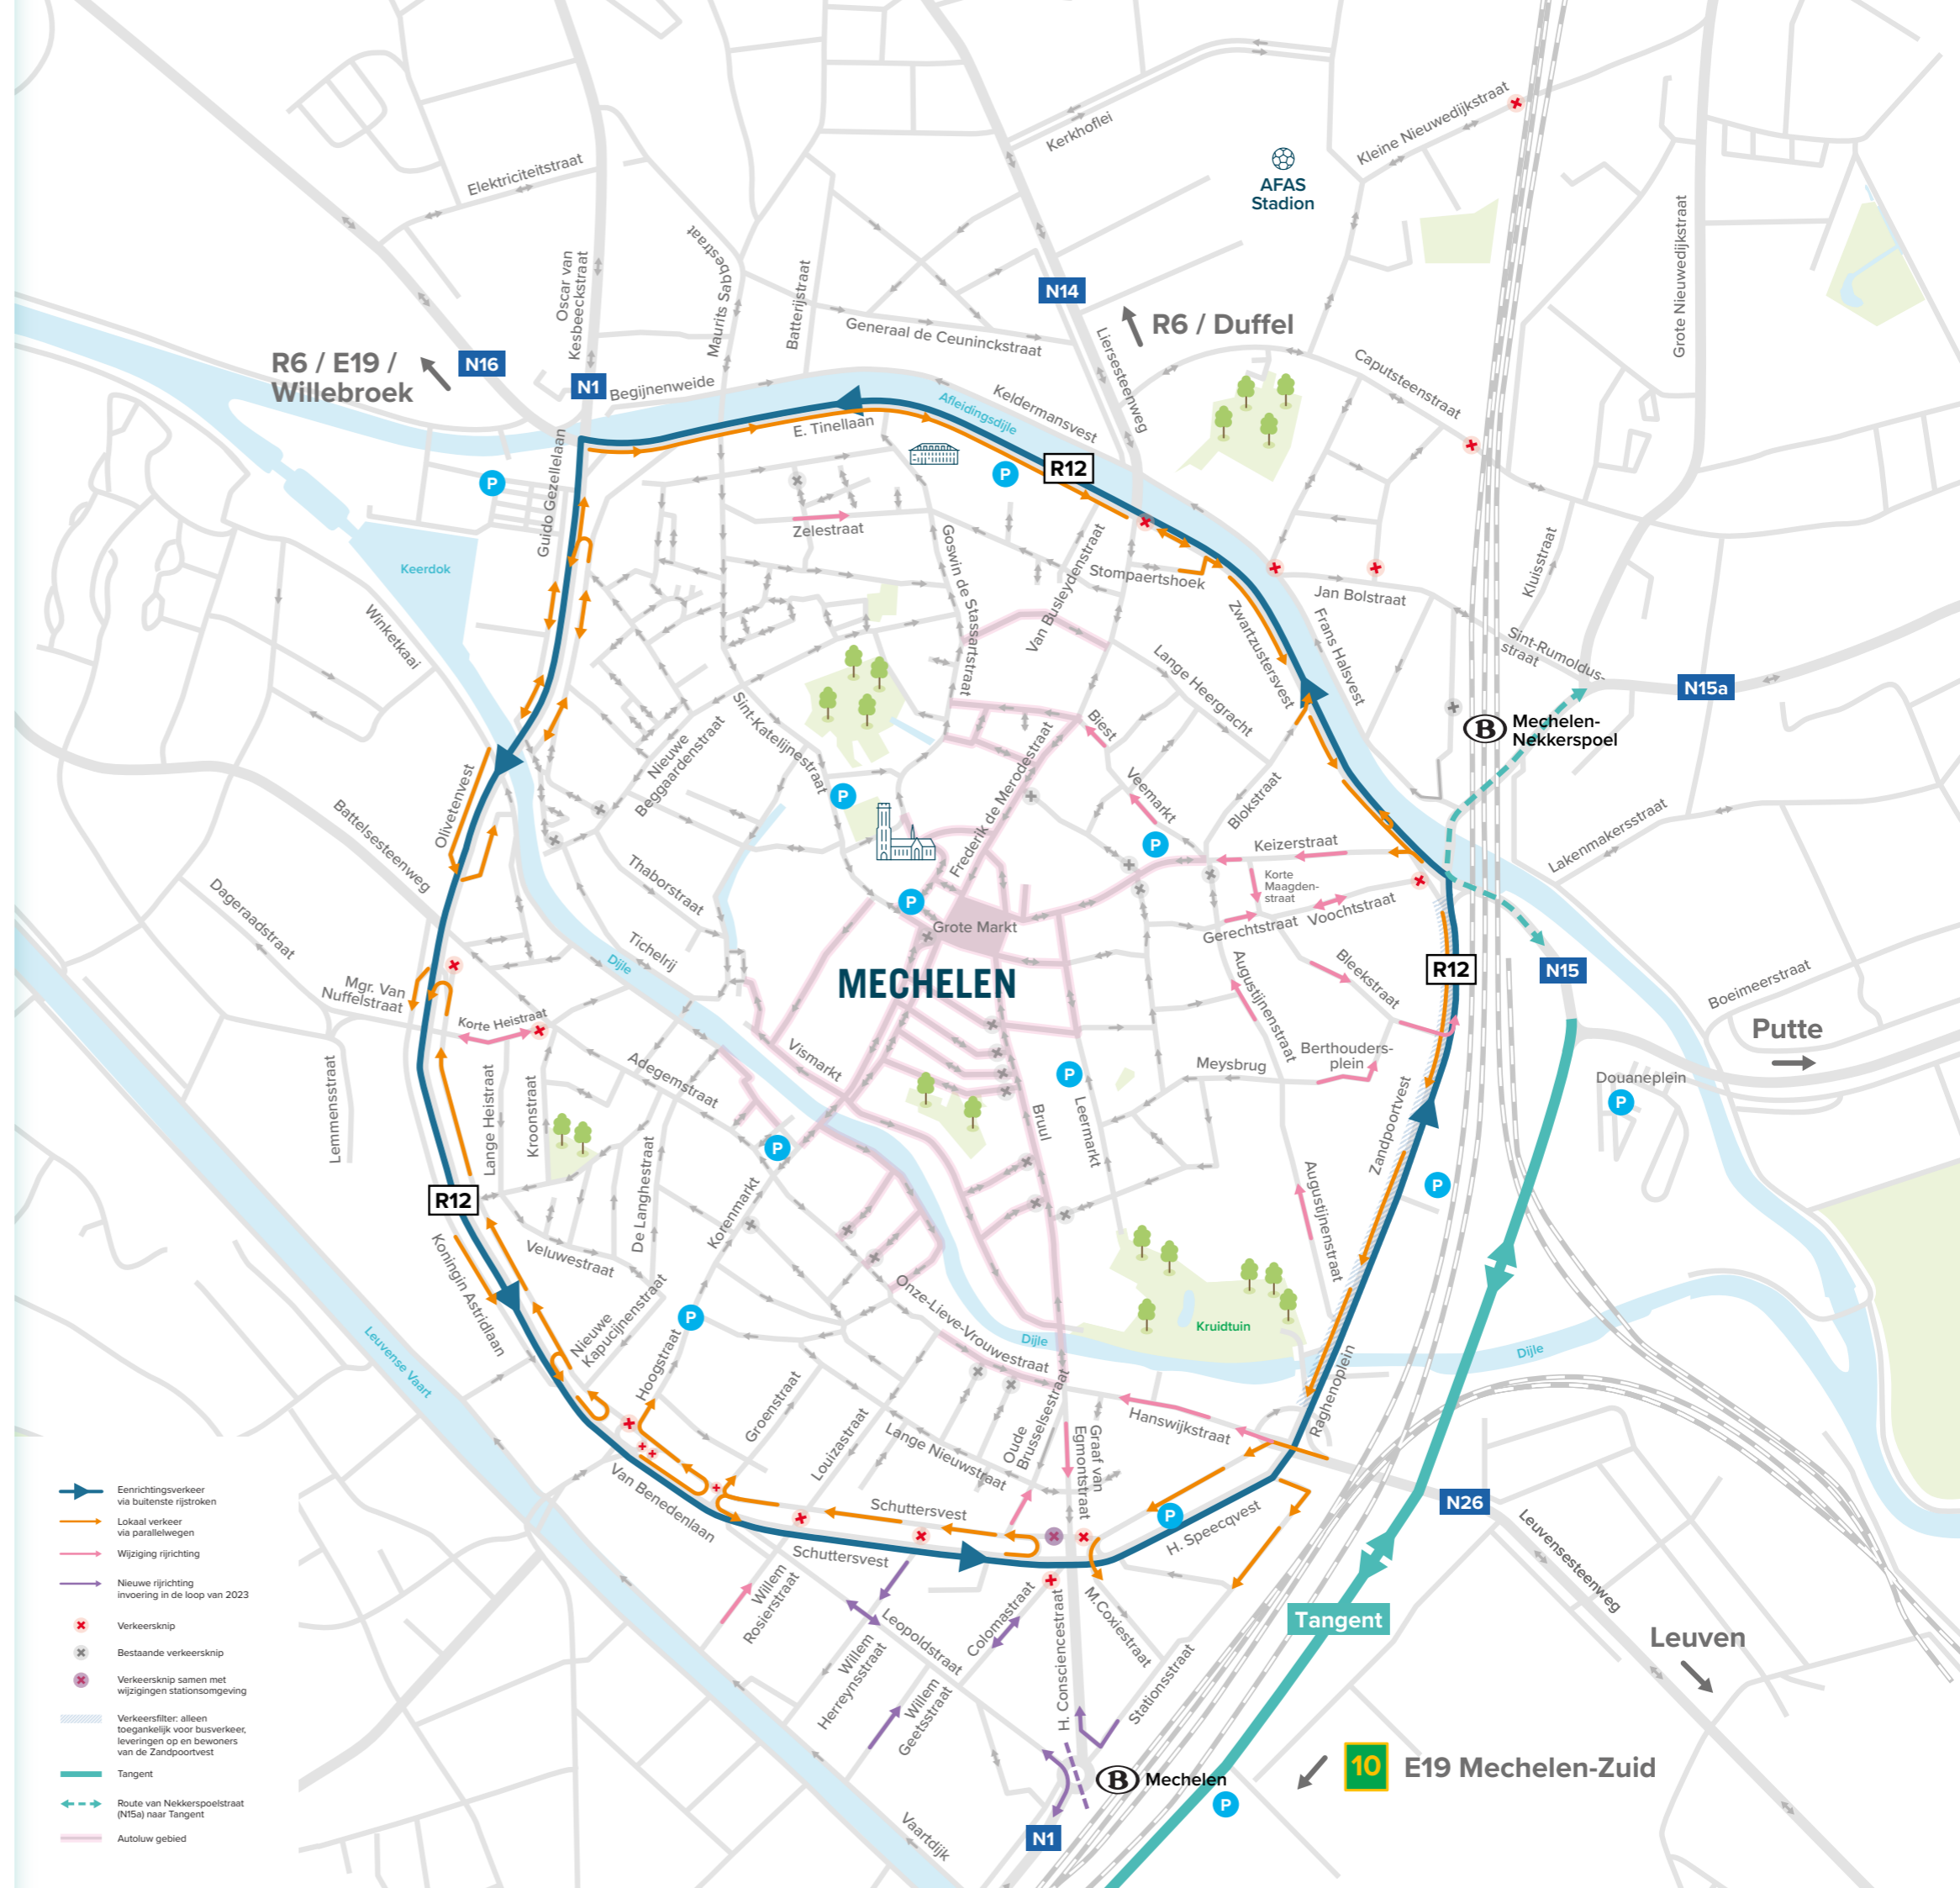 Elektriciteitstraat
Oscar van
Kesbeeckstraat
Maurits Sabbestraat
Batterijstraat
Generaal de Ceuninckstraat
Kerkhoflei
AFAS
Stadion
Kleine Nieuwedijkstraat
Grote Nieuwedijkstraat
N14
R6 / Duffel
Liersesteenweg
Caputsteenstraat
R6 / E19 /
Willebroek
N16
N1
Begijnenweide
Afleidingsdijle
Keldermansvest
E. Tinellaan
R12
Guido Gezellelaan
P
P
Zelestraat
Keerdok
Winketkaai
Goswin de Stassartstraat
Van Busleydenstraat
Stompaertshoek
Zwartzustersvest
Frans Halsvest
Jan Bolstraat
Kluisstraat
Sint-Rumoldus-
straat
N15a
B
Mechelen-
Nekkerspoel
Lange Heergracht
Biest
Veemarkt
Blokstraat
Nieuwe
Beggaardenstraat
Sint-Katelijnestraat
P
Frederik de Merodestraat
P
P
Olivetenvest
Battelsesteenweg
Dageraadstraat
Thaborstraat
Tichelrij
Dijle
Grote Markt
Keizerstraat
Korte
Maagden-
straat
Gerechtstraat
Voochtstraat
Lakenmakersstraat
Bleekstraat
R12
N15
Boeimeerstraat
Putte
MECHELEN
Mgr. Van
Nuffelstraat
Korte Heistraat
Augustijnenstraat
Berthouders-
plein
Meysbrug
Vismarkt
Adegemstraat
Lemmensstraat
Lange Heistraat
Kroonstraat
De Langhestraat
Bruul
Leermarkt
P
P
Zandpoortvest
P
Douaneplein
P
R12
Korenmarkt
Veluwestraat
Koningin Astridlaan
Nieuwe
Kapucijnenstraat
Hoogstraat
P
Onze-Lieve-Vrouwestraat
Dijle
Kruidtuin
Augustijnenstraat
Raghenoplein
Dijle
Leuvense Vaart
Groenstraat
Louizastraat
Lange Nieuwstraat
Oude
Brusselsestraat
Graaf van
Egmontstraat
Hanswijkstraat
Van Benedenlaan
Schuttersvest
Schuttersvest
P
H. Speecqvest
N26
Leuvensesteenweg
Leuven
Tangent
Willem
Rosierstraat
Willem
Herreynsstraat
Leopoldstraat
Willem
Geetsstraat
Colomastraat
H. Consciencestraat
M.Coxiestraat
Stationsstraat
B
Mechelen
P
N1
Vaartdijk
10
E19 Mechelen-Zuid
Eenrichtingsverkeer
via buitenste rijstroken
Lokaal verkeer
via parallelwegen
Wijziging rijrichting
Nieuwe rijrichting
invoering in de loop van 2023
Verkeersknip
Bestaande verkeersknip
Verkeersknip samen met
wijzigingen stationsomgeving
Verkeersfilter: alleen
toegankelijk voor busverkeer,
leveringen op en bewoners
van de Zandpoortvest
Tangent
Route van Nekkerspoelstraat
(N15a) naar Tangent
Autoluw gebied